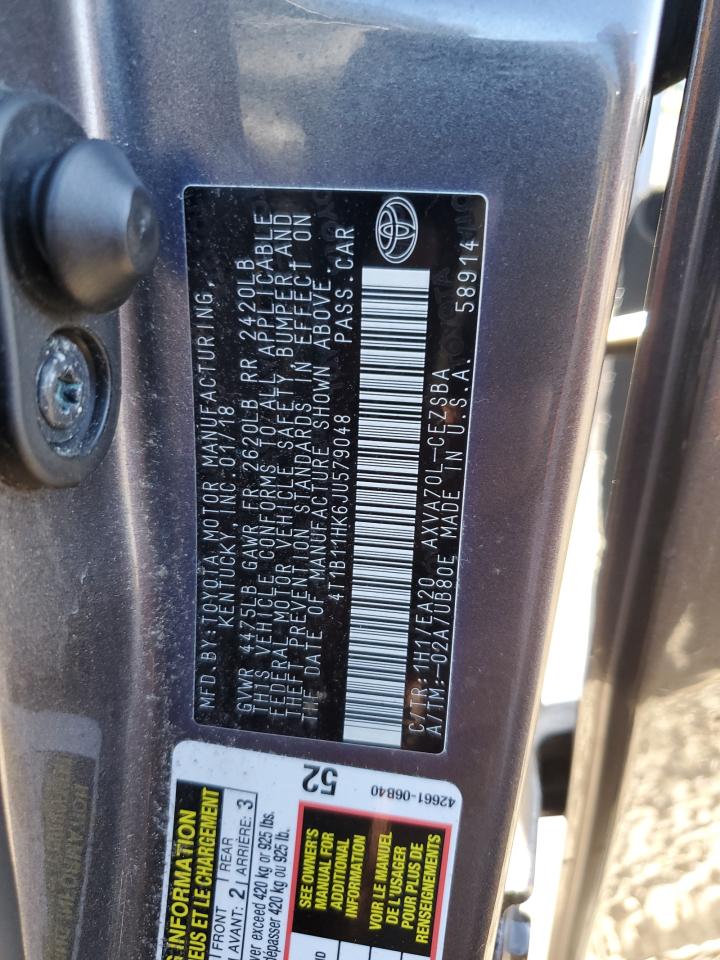 MFD. BY: TOYOTA MOTOR MANUFACTURING,
KENTUCKY, INC. 01/18
GVWR 4475LB GAWR FR 2620LB RR 2420LB
THIS VEHICLE CONFORMS TO ALL APPLICABLE
FEDERAL MOTOR VEHICLE SAFETY BUMPER, AND
THEFT PREVENTION STANDARDS IN EFFECT ON
THE DATE OF MANUFACTURE SHOWN ABOVE.
4T1B11HK6JU579048 PASS. CAR
C/TR: 1H1/EA20 AXVA70L-CEZSBA
A/TM: -02A/UB80E MADE IN U.S.A. 58914
INFORMATION
EUS ET LE CHARGEMENT
FRONT
AVANT: 2
REAR
ARRIÈRE: 3
ver exceed 420 kg or 925 lbs.
dépasser 420 kg ou 925 lb.
52
SEE OWNER'S
MANUAL FOR
ADDITIONAL
INFORMATION
VOIR LE MANUEL
DE L'USAGER
POUR PLUS DE
RENSEIGNEMENTS
42661-06B40